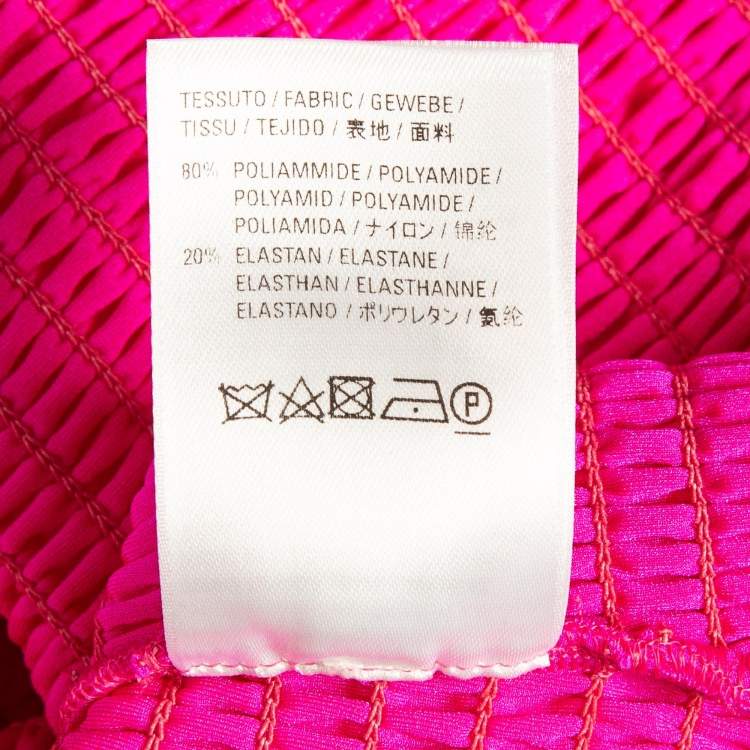 TESSUTO / FABRIC / GEWEBE /
TISSU / TEJIDO / 裹地 / 面料
80% POLIAMMIDE / POLYAMIDE /
POLYAMID / POLYAMIDE /
POLIAMIDA / ナイロン / 锦纶
20% ELASTAN / ELASTANE /
ELASTHAN / ELASTHANNE /
ELASTANO / ポリウレタン / 氨纶
P